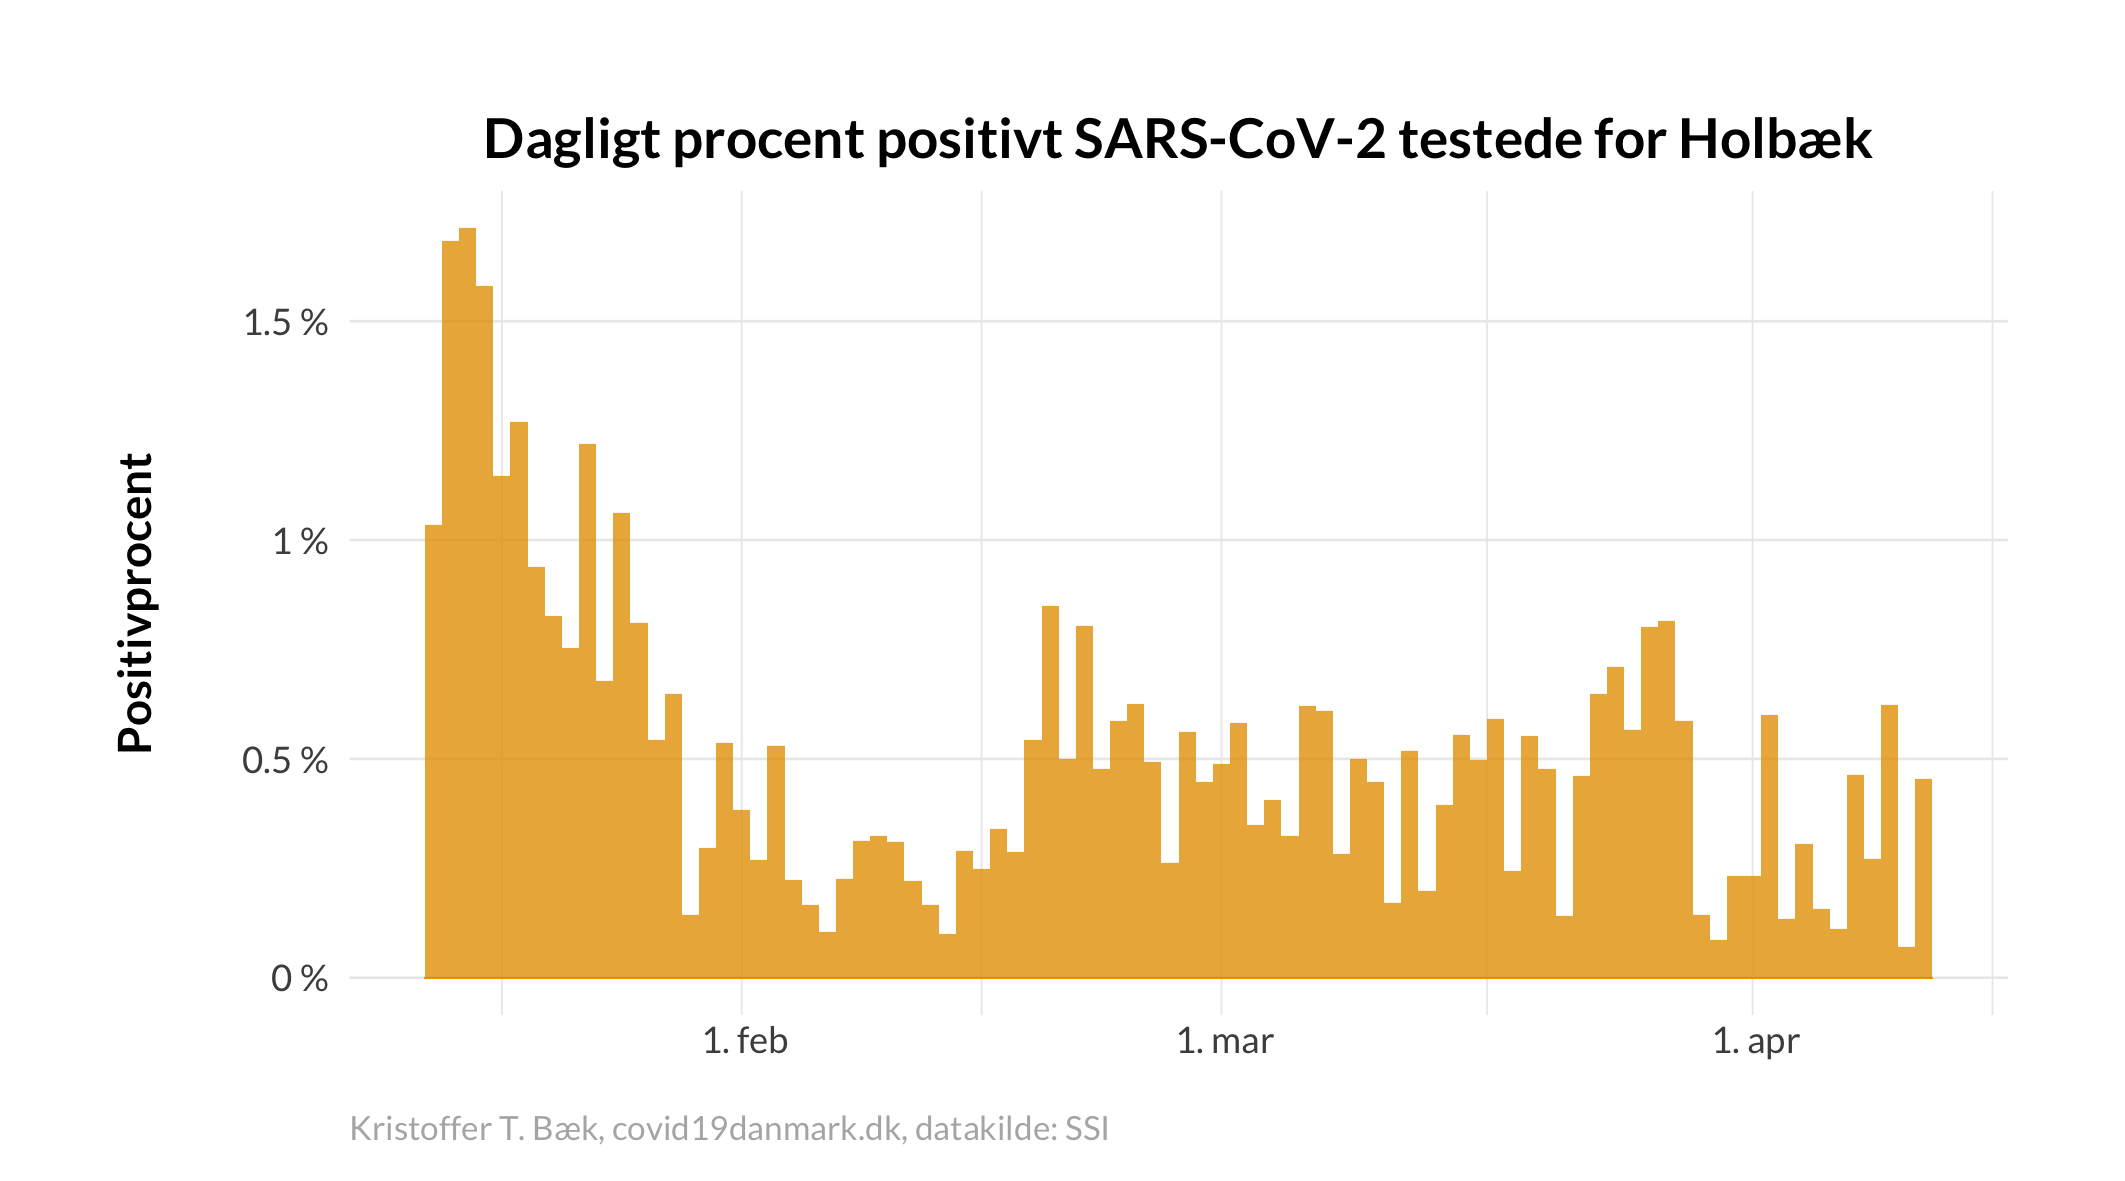 Dagligt procent positivt SARS-CoV-2 testede for Holbæk
Positivprocent
1.5 %
1 %
0.5 %
0 %
1. feb
1. mar
1. apr
Kristoffer T. Bæk, covid19danmark.dk, datakilde: SSI